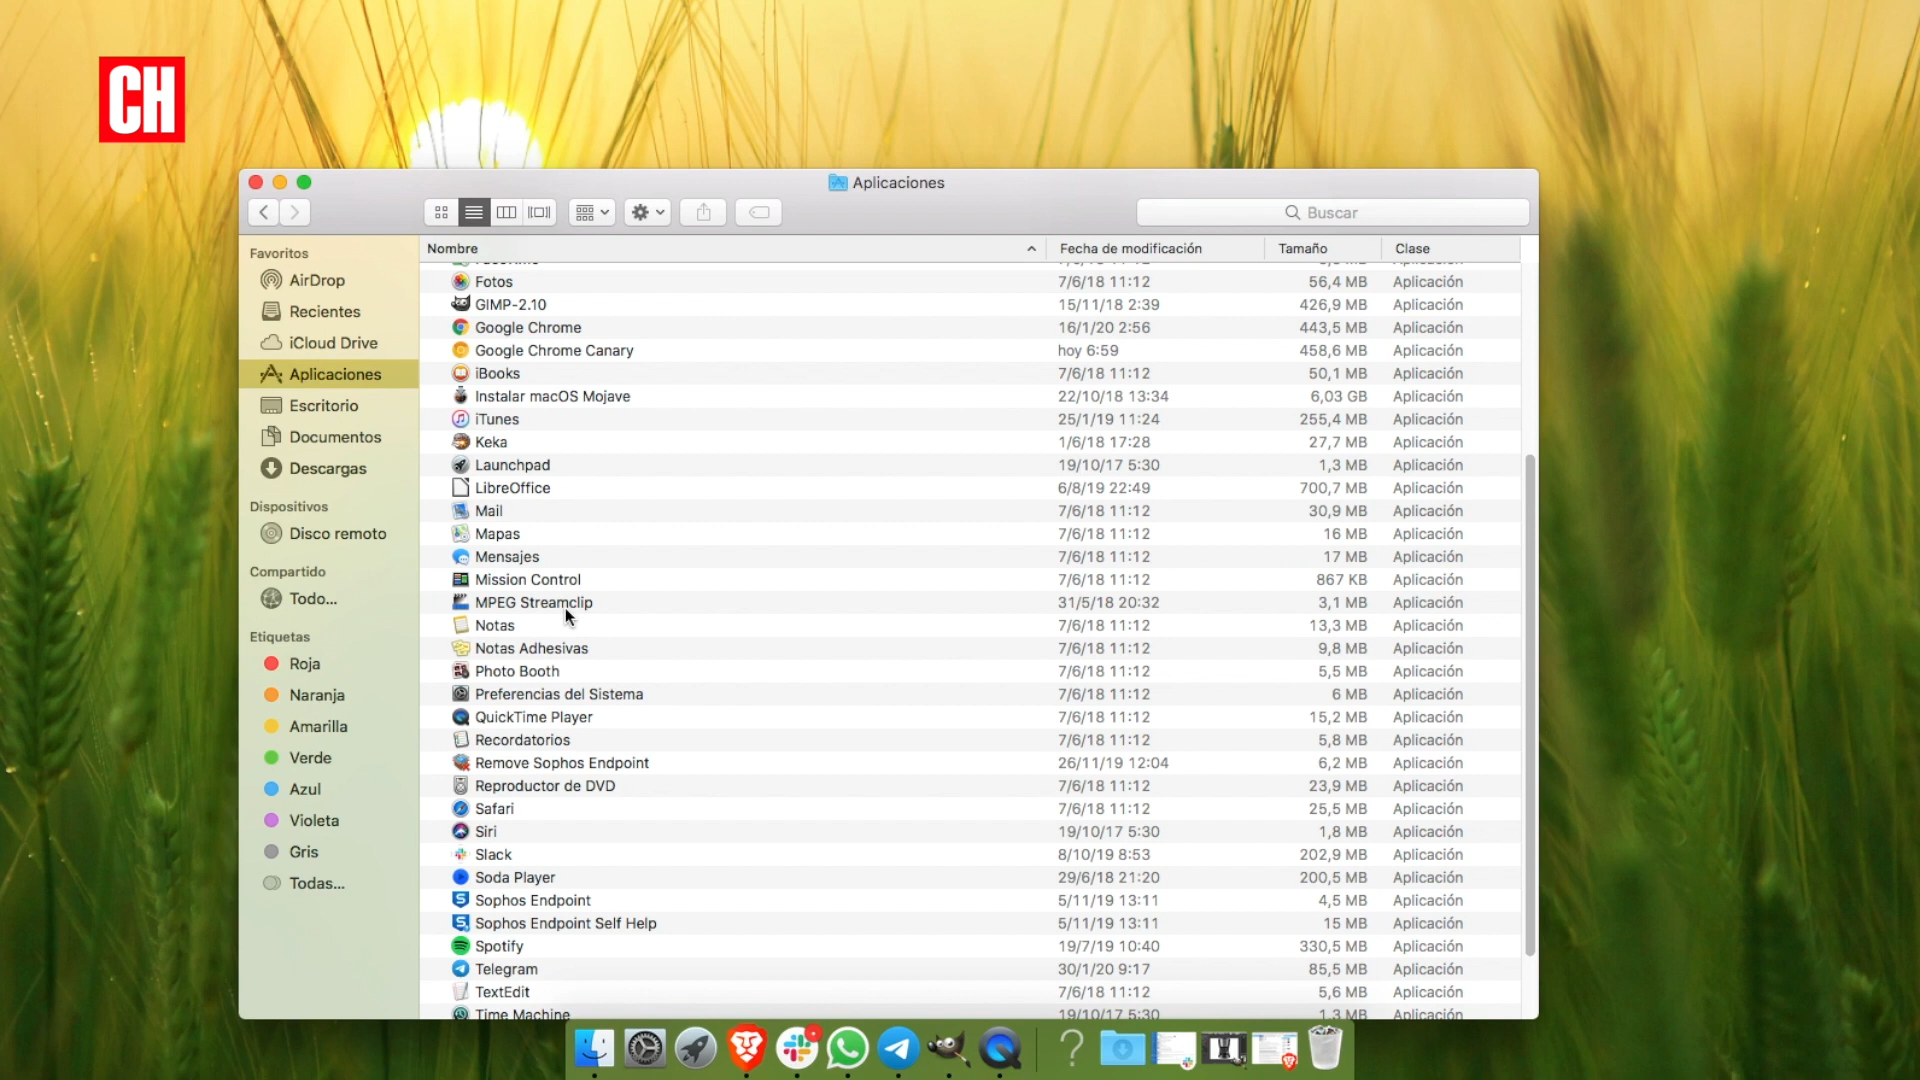 CH
Aplicaciones
Buscar
Nombre Fecha de modificación Tamaño Clase
Favoritos
AirDrop
Recientes
iCloud Drive
Aplicaciones
Escritorio
Documentos
Descargas
Dispositivos
Disco remoto
Compartido
Todo...
Etiquetas
Roja
Naranja
Amarilla
Verde
Azul
Violeta
Gris
Todas...
Fotos 7/6/18 11:12 56,4 MB Aplicación
GIMP-2.10 15/11/18 2:39 426,9 MB Aplicación
Google Chrome 16/1/20 2:56 443,5 MB Aplicación
Google Chrome Canary hoy 6:59 458,6 MB Aplicación
iBooks 7/6/18 11:12 50,1 MB Aplicación
Instalar macOS Mojave 22/10/18 13:34 6,03 GB Aplicación
iTunes 25/1/19 11:24 255,4 MB Aplicación
Keka 1/6/18 17:28 27,7 MB Aplicación
Launchpad 19/10/17 5:30 1,3 MB Aplicación
LibreOffice 6/8/19 22:49 700,7 MB Aplicación
Mail 7/6/18 11:12 30,9 MB Aplicación
Mapas 7/6/18 11:12 16 MB Aplicación
Mensajes 7/6/18 11:12 17 MB Aplicación
Mission Control 7/6/18 11:12 867 KB Aplicación
MPEG Streamclip 31/5/18 20:32 3,1 MB Aplicación
Notas 7/6/18 11:12 13,3 MB Aplicación
Notas Adhesivas 7/6/18 11:12 9,8 MB Aplicación
Photo Booth 7/6/18 11:12 5,5 MB Aplicación
Preferencias del Sistema 7/6/18 11:12 6 MB Aplicación
QuickTime Player 7/6/18 11:12 15,2 MB Aplicación
Recordatorios 7/6/18 11:12 5,8 MB Aplicación
Remove Sophos Endpoint 26/11/19 12:04 6,2 MB Aplicación
Reproductor de DVD 7/6/18 11:12 23,9 MB Aplicación
Safari 7/6/18 11:12 25,5 MB Aplicación
Siri 19/10/17 5:30 1,8 MB Aplicación
Slack 8/10/19 8:53 202,9 MB Aplicación
Soda Player 29/6/18 21:20 200,5 MB Aplicación
Sophos Endpoint 5/11/19 13:11 4,5 MB Aplicación
Sophos Endpoint Self Help 5/11/19 13:11 15 MB Aplicación
Spotify 19/7/19 10:40 330,5 MB Aplicación
Telegram 30/1/20 9:17 85,5 MB Aplicación
TextEdit 7/6/18 11:12 5,6 MB Aplicación
Time Machine 19/10/17 5:30 1,3 MB Aplicación